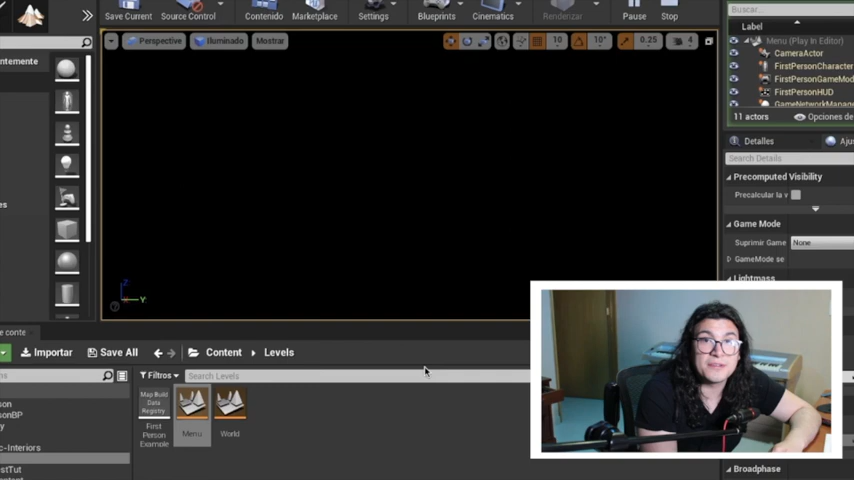 Save Current Source Control Contenido Marketplace Settings Blueprints Cinematics Renderizar Pause Stop
Buscar...
Label
Perspective Iluminado Mostrar 10 10° 0.25 4
Menu (Play In Editor)
CameraActor
FirstPersonCharacter
FirstPersonGameMod
FirstPersonHUD
GameNetworkManage
11 actors Opciones de
Detalles Aju
Search Details
Precomputed Visibility
Precalcular la v
Game Mode
Suprimir Game None
GameMode se
Lightmass
Z
Y
Importar Save All Content Levels
Filtros Search Levels
Map Build
Data
Registry
First
Person
Example
Menu World
c-Interiors
stTut
Broadphase